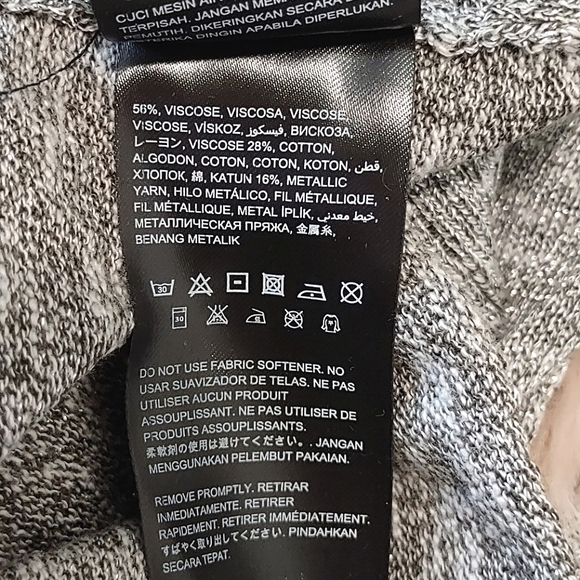 CUCI MESIN AIR
TERPISAH. JANGAN MEM
PEMUTIH. DIKERINGKAN SECARA
SETERIKA DINGIN APABILA DIPERLUKAN.
56%, VISCOSE, VISCOSA, VISCOSE,
VISCOSE, VİSKOZ, فيسكوز, ВИСКОЗА,
レーヨン, VISCOSE 28%, COTTON,
ALGODON, COTON, COTON, KOTON, قطن,
ХЛОПОК, 綿, KATUN 16%, METALLIC
YARN, HILO METÁLICO, FIL MÉTALLIQUE,
FIL MÉTALLIQUE, METAL İPLİK, خيط معدني,
МЕТАЛЛИЧЕСКАЯ ПРЯЖА, 金属糸,
BENANG METALIK
30
30
DO NOT USE FABRIC SOFTENER. NO
USAR SUAVIZADOR DE TELAS. NE PAS
UTILISER AUCUN PRODUIT
ASSOUPLISSANT. NE PAS UTILISER DE
PRODUITS ASSOUPLISSANT.
柔軟剤の使用は避けてください。. JANGAN
MENGGUNAKAN PELEMBUT PAKAIAN.
REMOVE PROMPTLY. RETIRAR
INMEDIATAMENTE. RETIRER
RAPIDEMENT. RETIRER IMMÉDIATEMENT.
すばやく取り出してください。. PINDAHKAN
SECARA TEPAT.